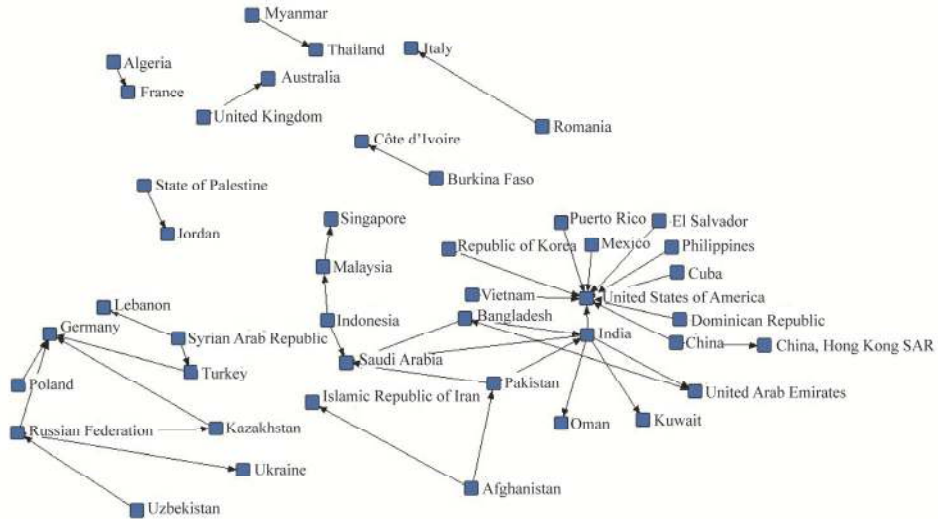 Myanmar
Thailand
Italy
Algeria
Australia
France
United Kingdom
Romania
Côte d'Ivoire
Burkina Faso
State of Palestine
Jordan
Singapore
Puerto Rico
El Salvador
Republic of Korea
Mexico
Philippines
Malaysia
Cuba
Vietnam
United States of America
Lebanon
Bangladesh
Dominican Republic
Germany
Syrian Arab Republic
Indonesia
India
China
China, Hong Kong SAR
Saudi Arabia
Turkey
Poland
Pakistan
United Arab Emirates
Islamic Republic of Iran
Oman
Kuwait
Russian Federation
Kazakhstan
Ukraine
Afghanistan
Uzbekistan